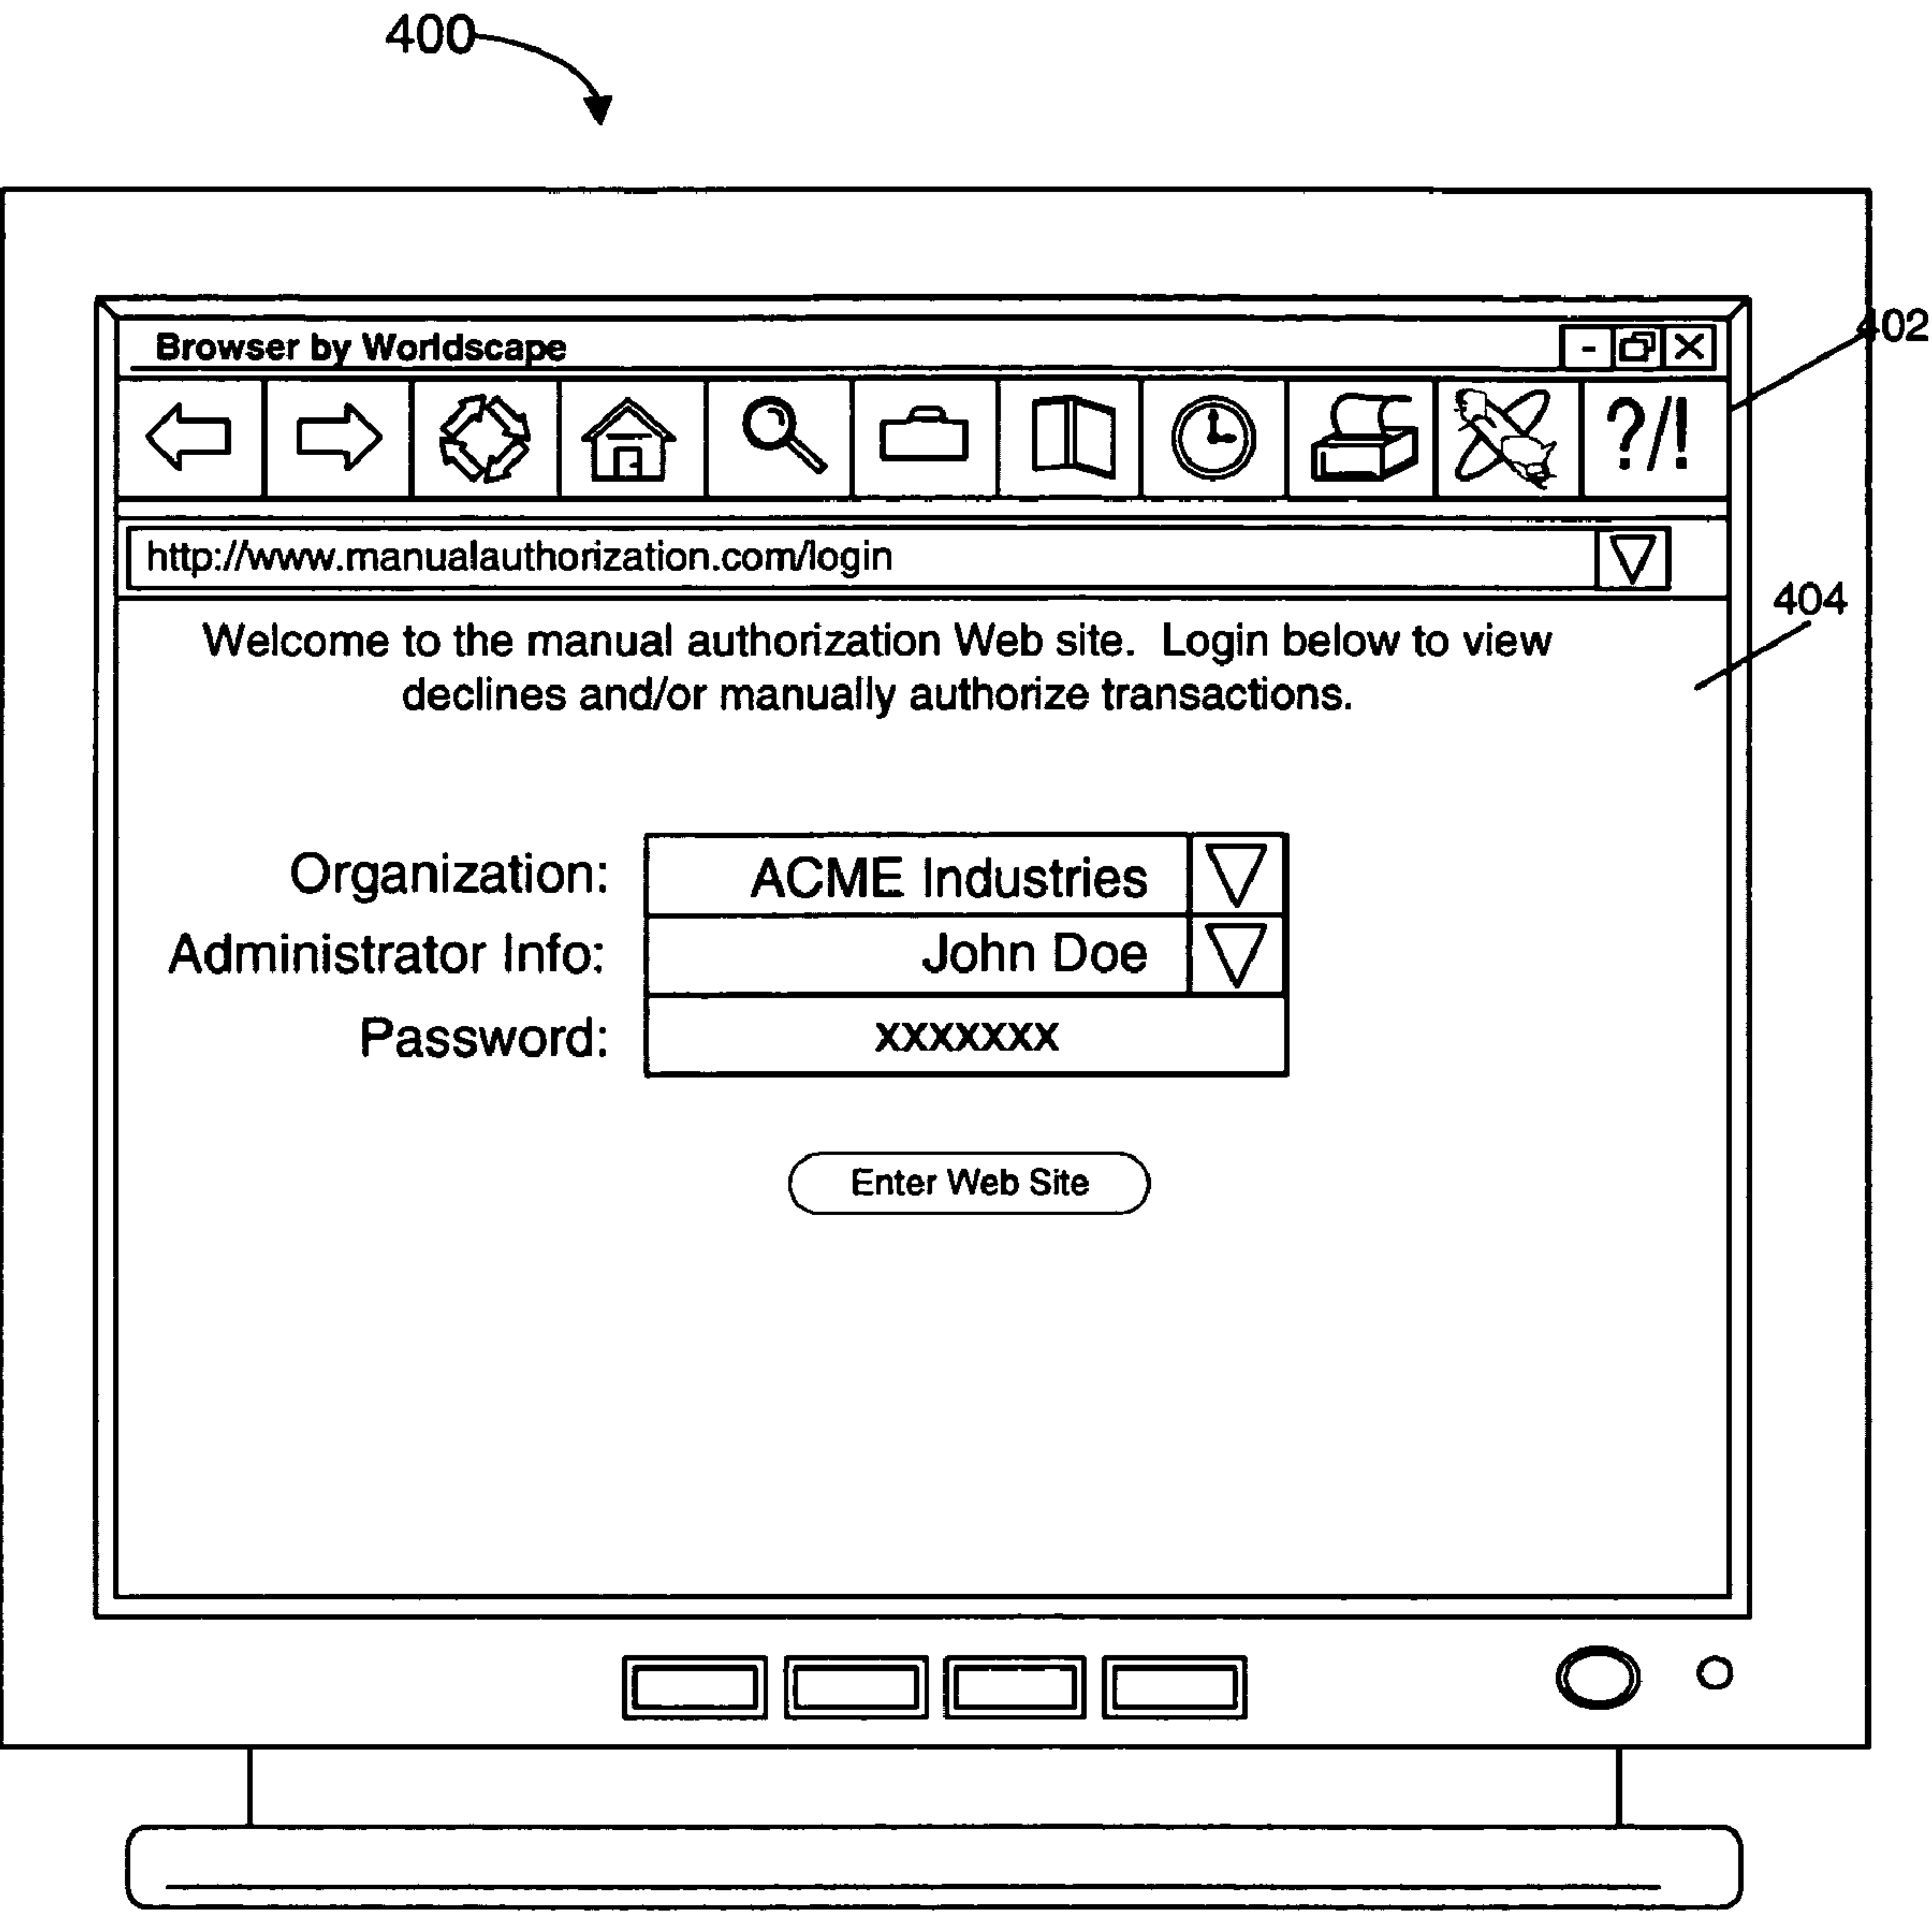 400
402
Browser by Worldscape
?/!
http://www.manualauthorization.com/login
404
Welcome to the manual authorization Web site.  Login below to view
declines and/or manually authorize transactions.
Organization: ACME Industries
Administrator Info: John Doe
Password: xxxxxxx
Enter Web Site